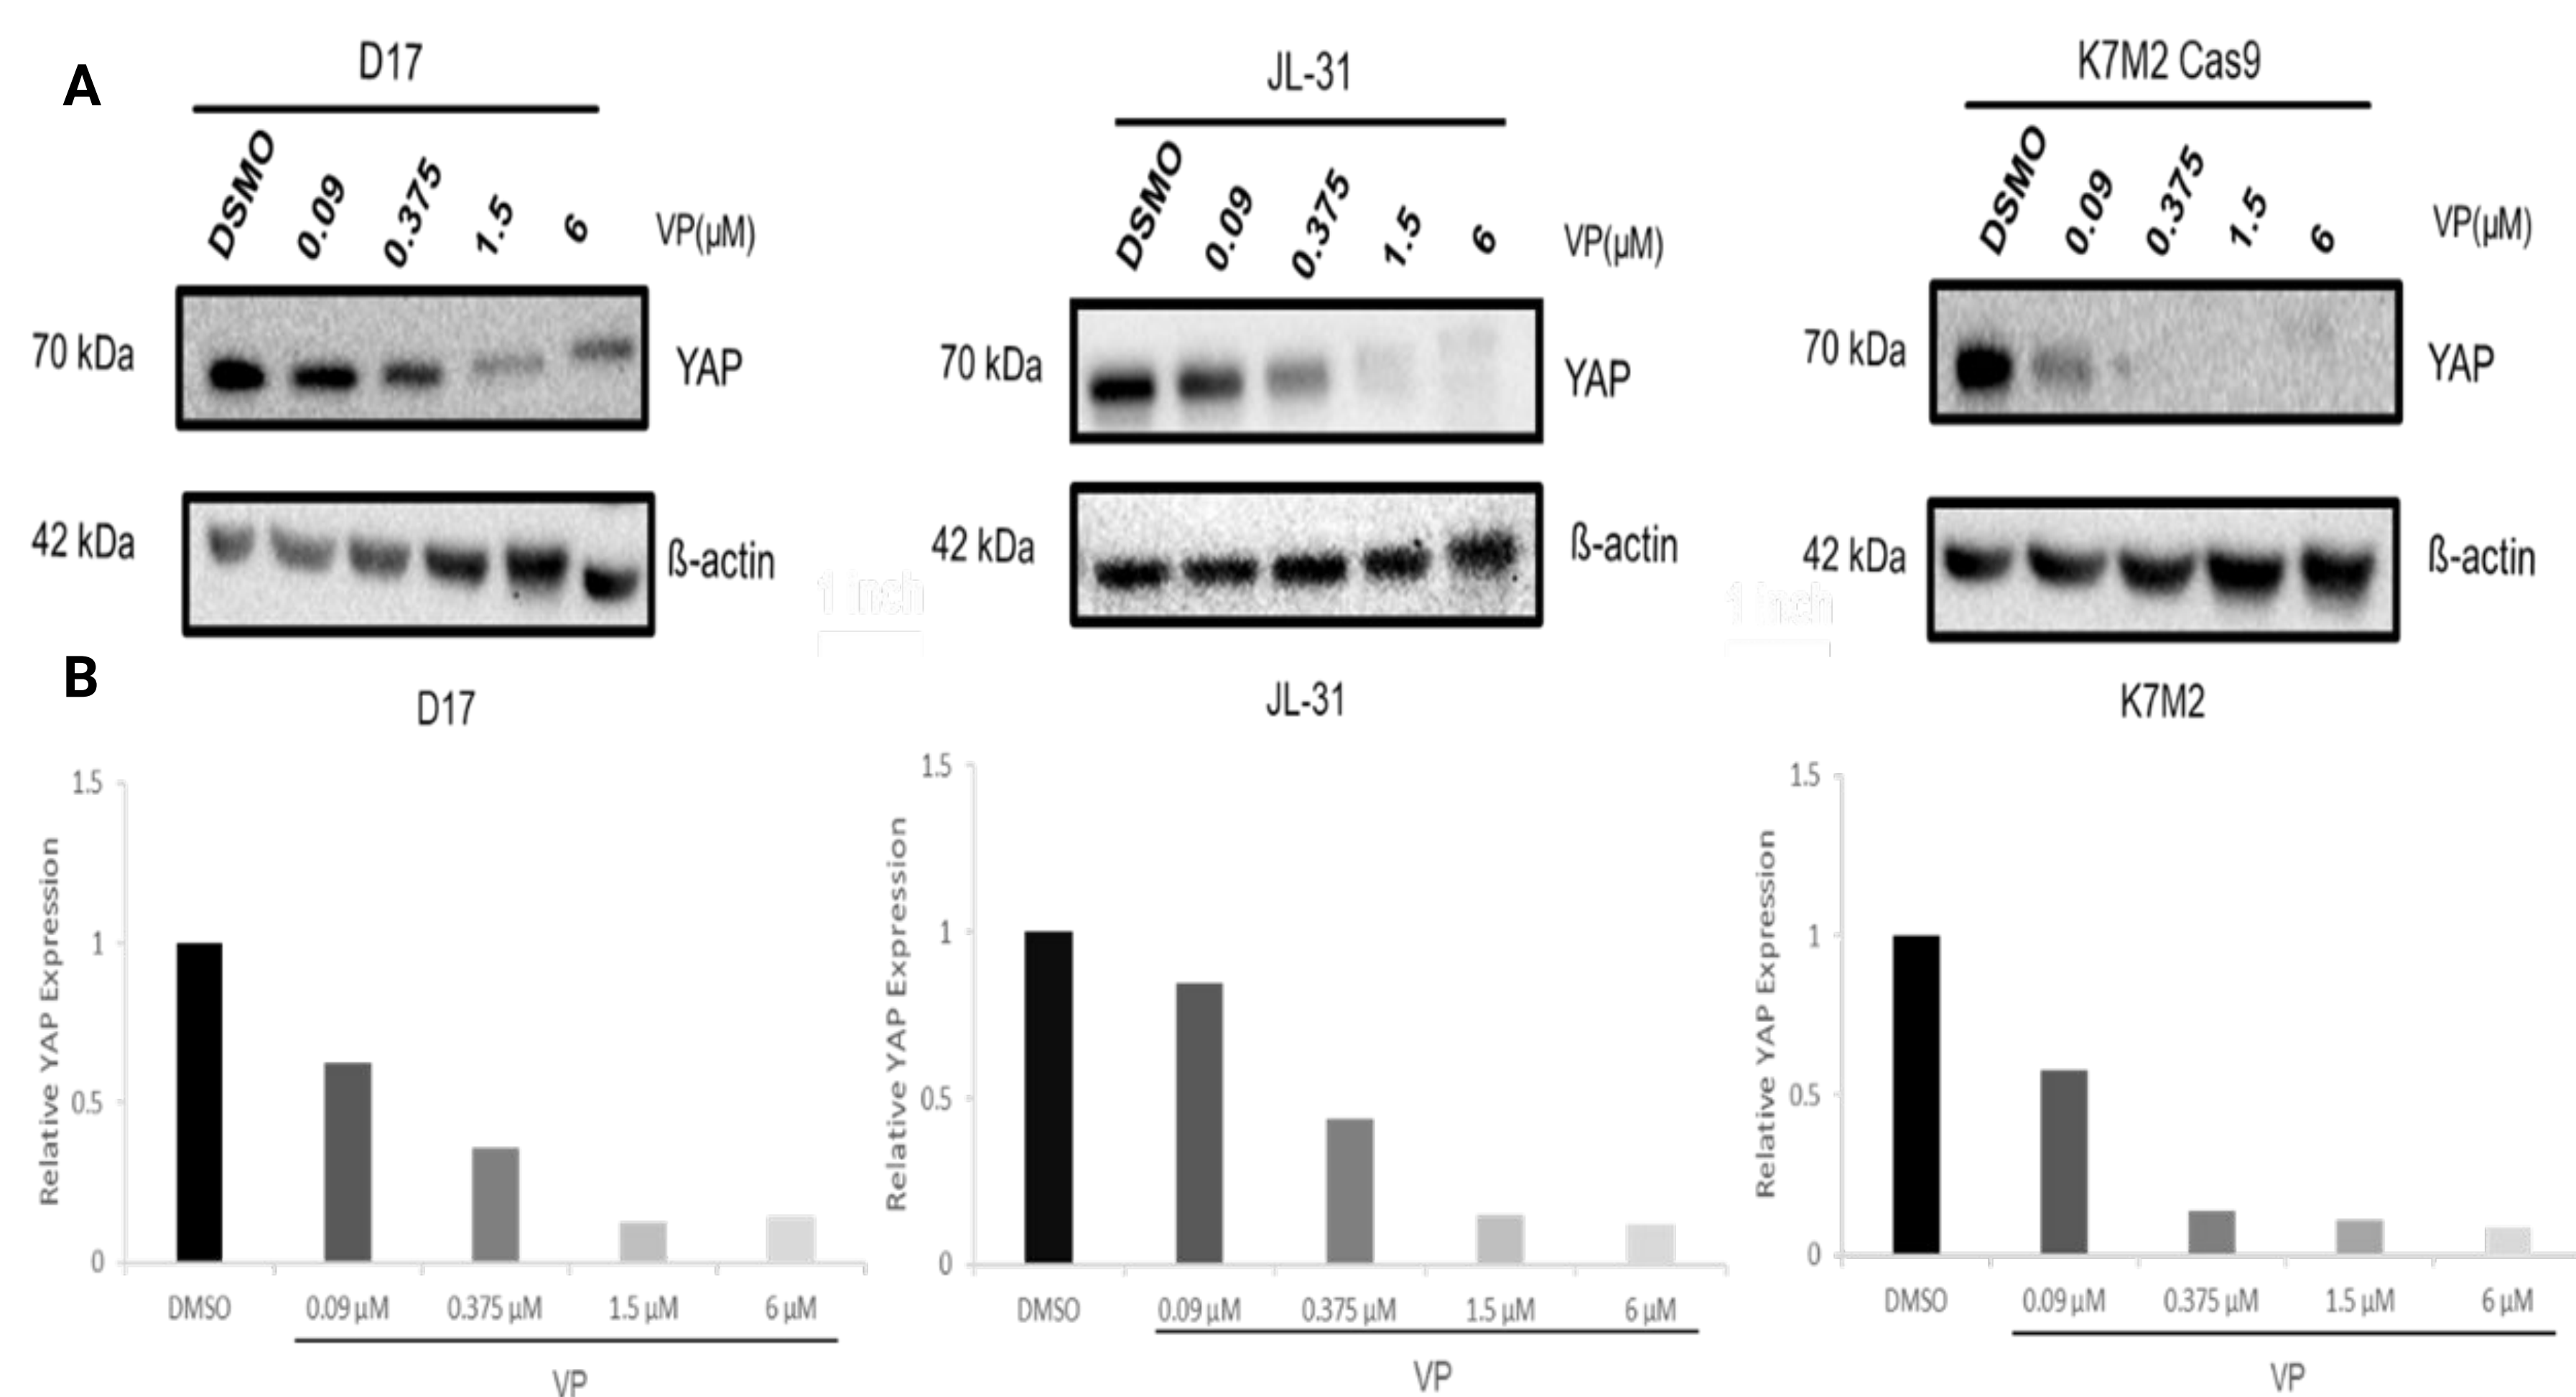 A
D17
JL-31
K7M2 Cas9
DSMO 0.09 0.375 1.5 6 VP(µM)
DSMO 0.09 0.375 1.5 6 VP(µM)
DSMO 0.09 0.375 1.5 6 VP(µM)
70 kDa YAP
70 kDa YAP
70 kDa YAP
42 kDa ß-actin
42 kDa ß-actin
42 kDa ß-actin
1 inch
1 inch
B
D17
Relative YAP Expression
1.5
1
0.5
0
DMSO 0.09 µM 0.375 µM 1.5 µM 6 µM
VP
JL-31
Relative YAP Expression
1.5
1
0.5
0
DMSO 0.09 µM 0.375 µM 1.5 µM 6 µM
VP
K7M2
Relative YAP Expression
1.5
1
0.5
0
DMSO 0.09 µM 0.375 µM 1.5 µM 6 µM
VP